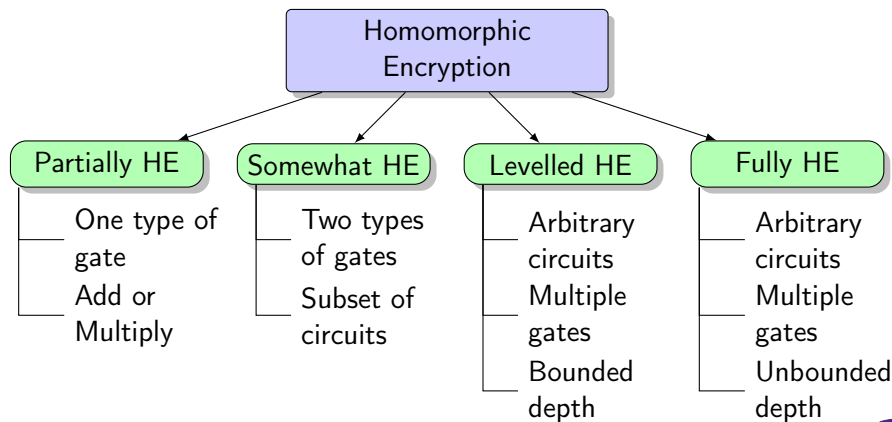 Homomorphic
Encryption
Partially HE
Somewhat HE
Levelled HE
Fully HE
One type of
gate
Add or
Multiply
Two types
of gates
Subset of
circuits
Arbitrary
circuits
Multiple
gates
Bounded
depth
Arbitrary
circuits
Multiple
gates
Unbounded
depth